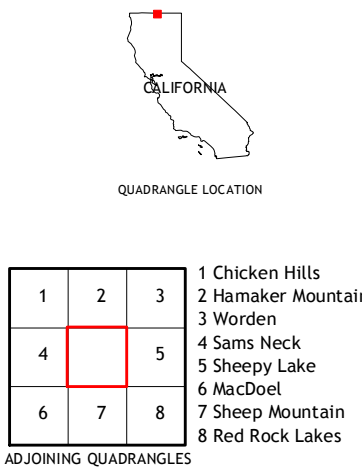 CALIFORNIA
QUADRANGLE LOCATION
1 2 3
4 5
6 7 8
1 Chicken Hills
2 Hamaker Mountain
3 Worden
4 Sams Neck
5 Sheepy Lake
6 MacDoel
7 Sheep Mountain
8 Red Rock Lakes
ADJOINING QUADRANGLES